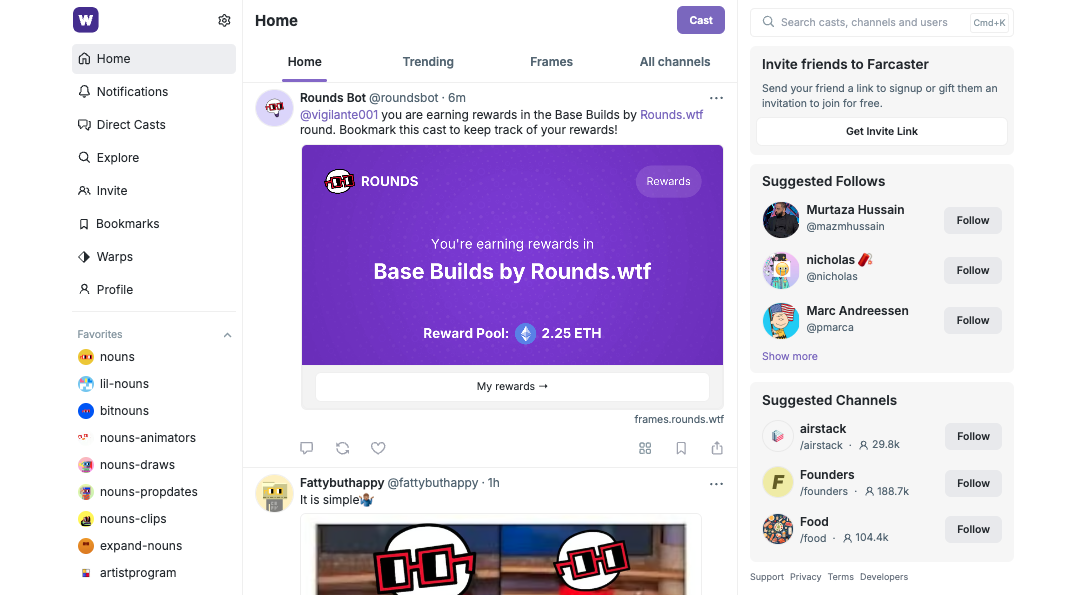 W
Home
Notifications
Direct Casts
Explore
Invite
Bookmarks
Warps
Profile
Favorites
nouns
lil-nouns
bitnouns
nouns-animators
nouns-draws
nouns-propdates
nouns-clips
expand-nouns
artistprogram
Home
Cast
Home Trending Frames All channels
Rounds Bot @roundsbot · 6m
@vigilante001 you are earning rewards in the Base Builds by Rounds.wtf
round. Bookmark this cast to keep track of your rewards!
ROUNDS
Rewards
You're earning rewards in
Base Builds by Rounds.wtf
Reward Pool: 2.25 ETH
My rewards →
frames.rounds.wtf
Fattybuthappy @fattybuthappy · 1h
It is simple
Search casts, channels and users Cmd+K
Invite friends to Farcaster
Send your friend a link to signup or gift them an
invitation to join for free.
Get Invite Link
Suggested Follows
Murtaza Hussain
@mazmhussain
Follow
nicholas
@nicholas
Follow
Marc Andreessen
@pmarca
Follow
Show more
Suggested Channels
airstack
/airstack · 29.8k
Follow
F
Founders
/founders · 188.7k
Follow
Food
/food · 104.4k
Follow
Support Privacy Terms Developers